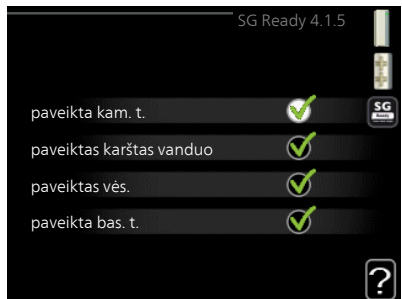 SG Ready 4.1.5
SG
Ready
paveikta kam. t.
paveiktas karštas vanduo
paveiktas vės.
paveikta bas. t.
?